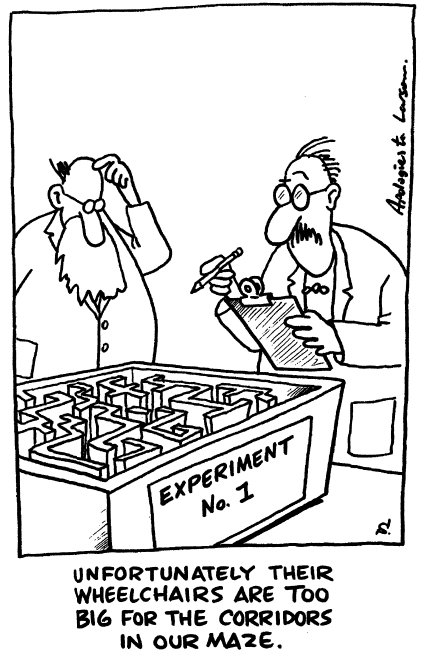 Apologies to Larson.
EXPERIMENT
No. 1
UNFORTUNATELY THEIR
WHEELCHAIRS ARE TOO
BIG FOR THE CORRIDORS
IN OUR MAZE.